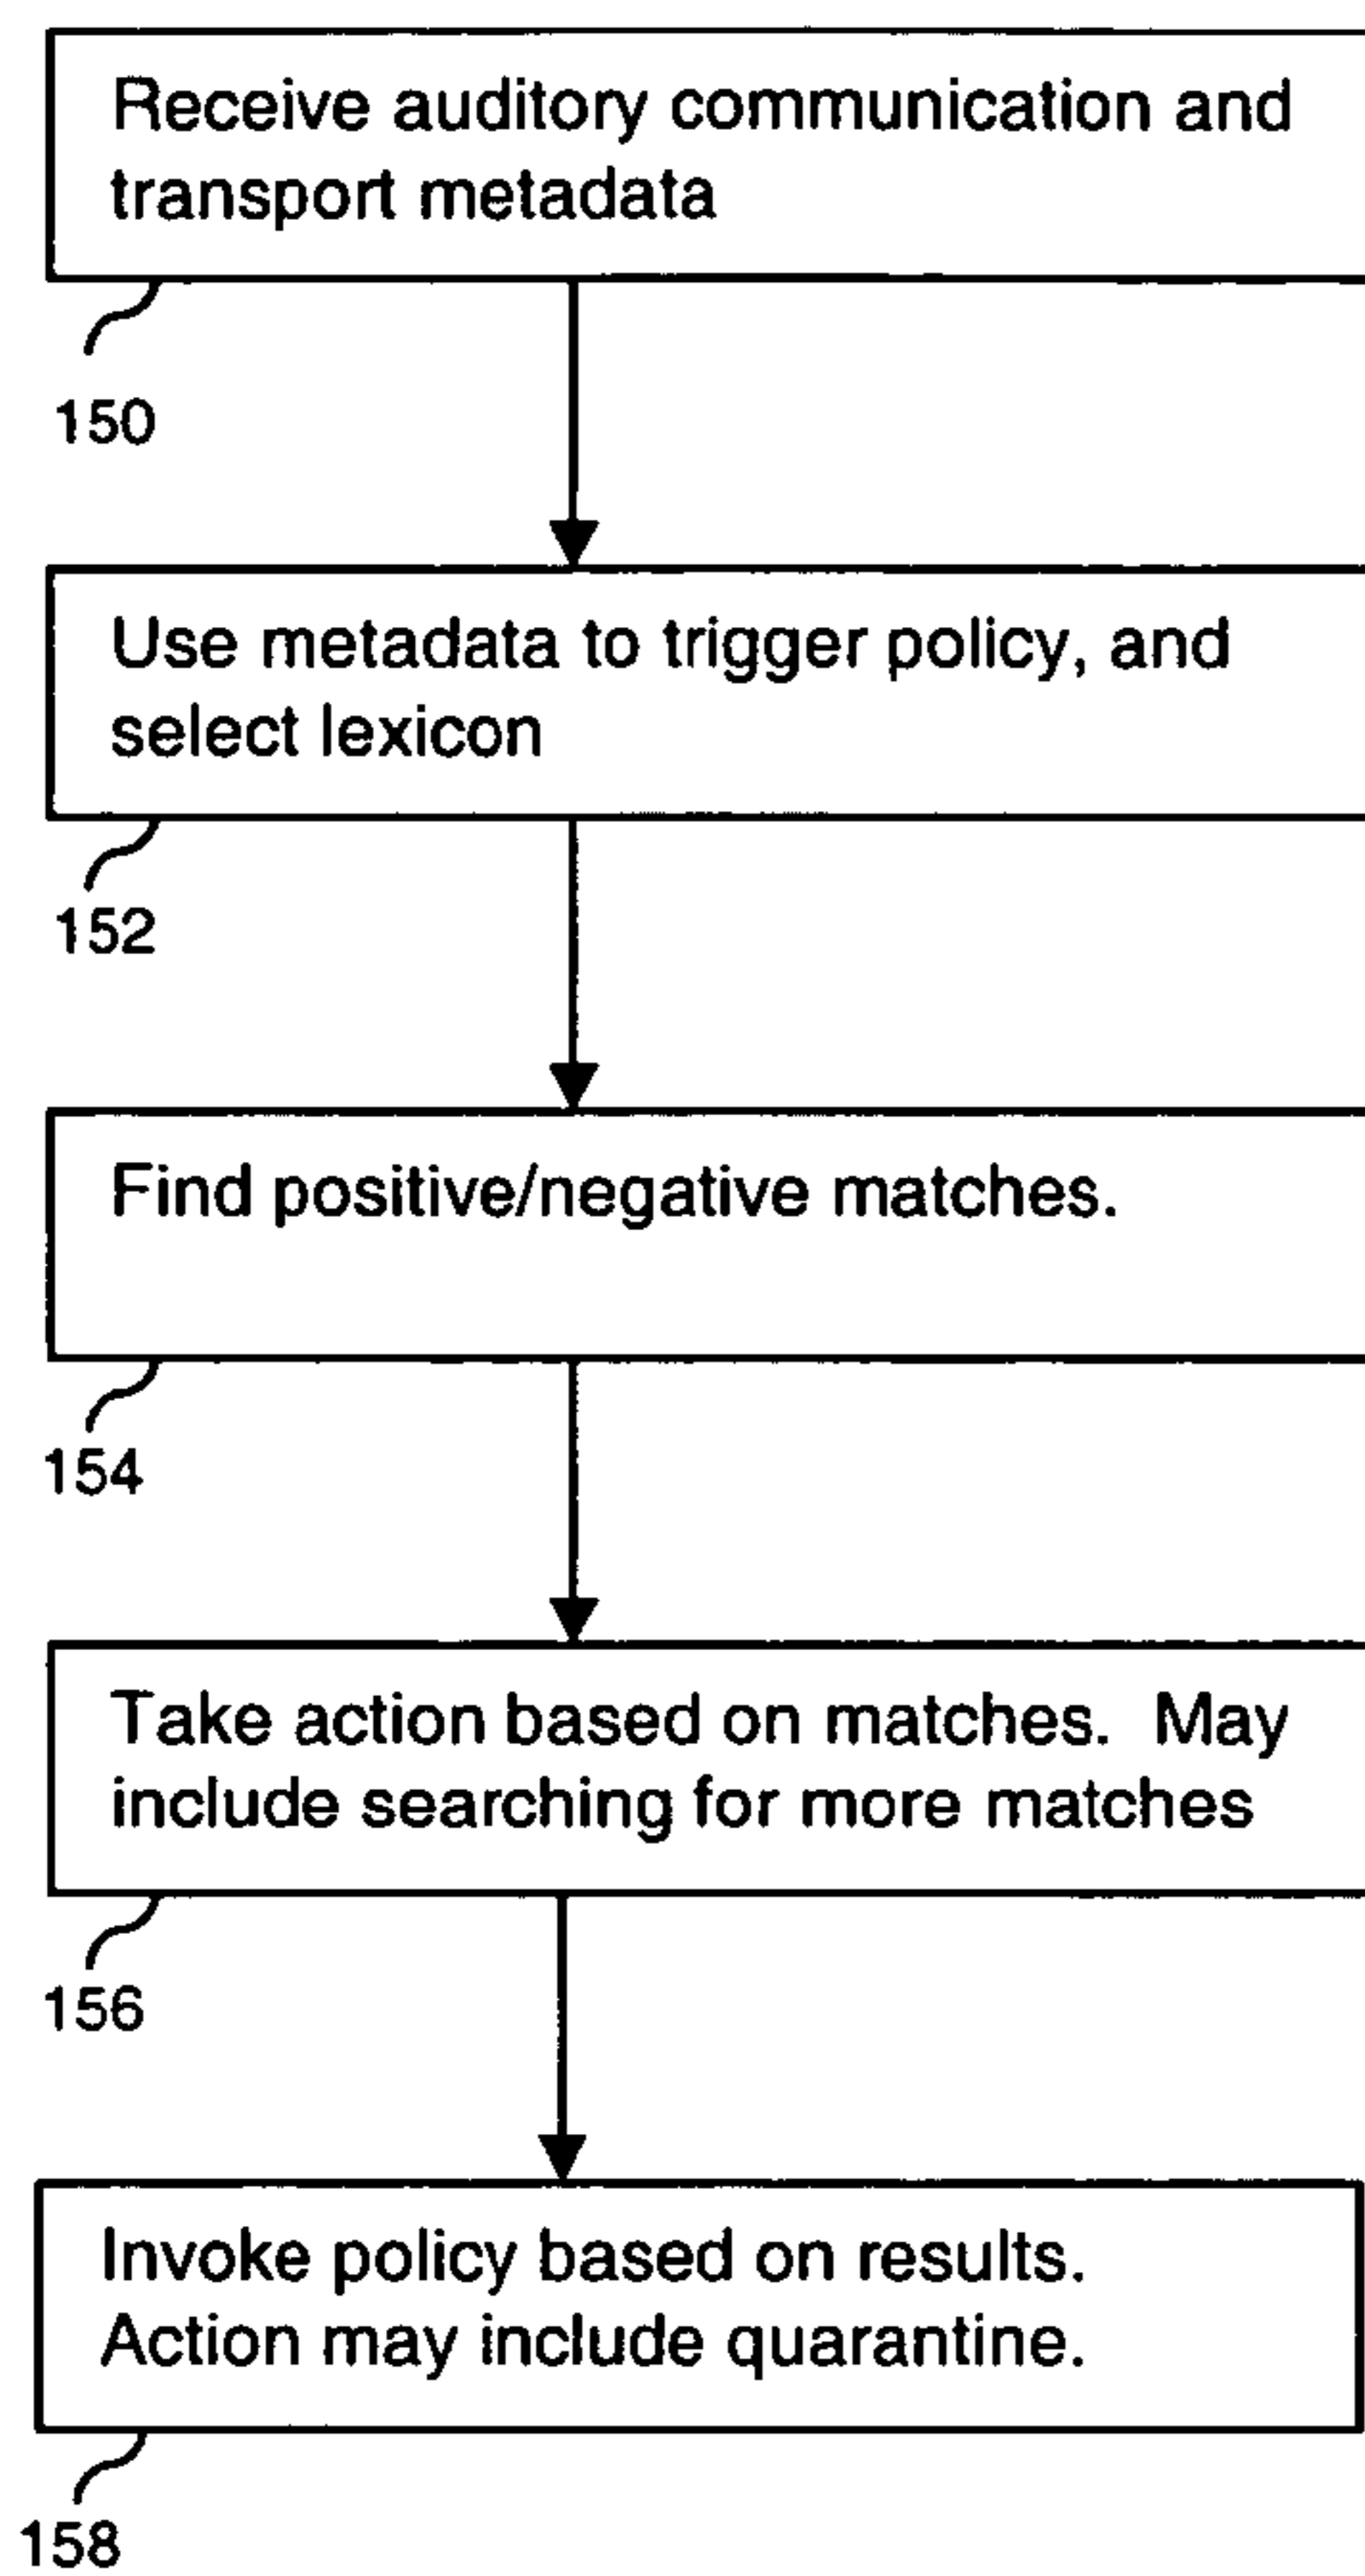 Receive auditory communication and
transport metadata
150
Use metadata to trigger policy, and
select lexicon
152
Find positive/negative matches.
154
Take action based on matches.  May
include searching for more matches
156
Invoke policy based on results.
Action may include quarantine.
158